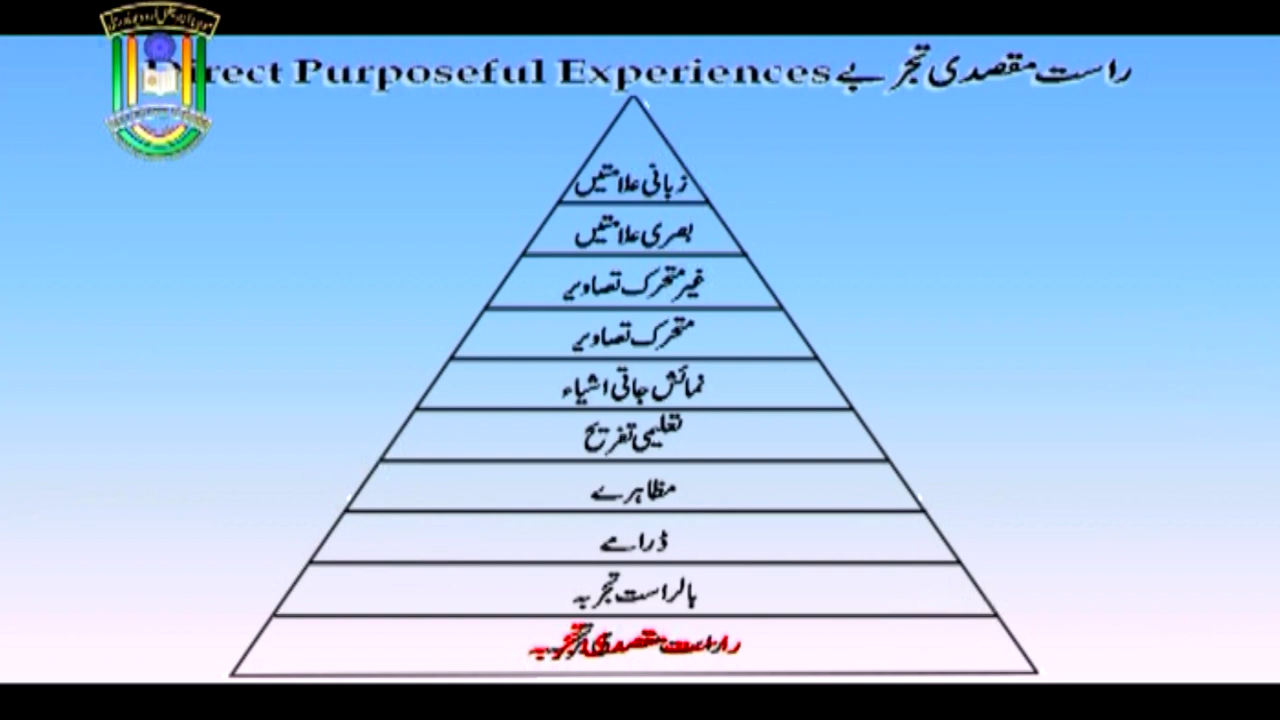 Direct Purposeful Experiences راست مقصدی تجربے
زبانی علامتیں
بصری علامتیں
غیر متحرک تصاویر
متحرک تصاویر
نمائش جاتی اشیاء
تعلیمی تفریح
مظاہرے
ڈرامے
بالراست تجربہ
راست مقصدی تجربہ